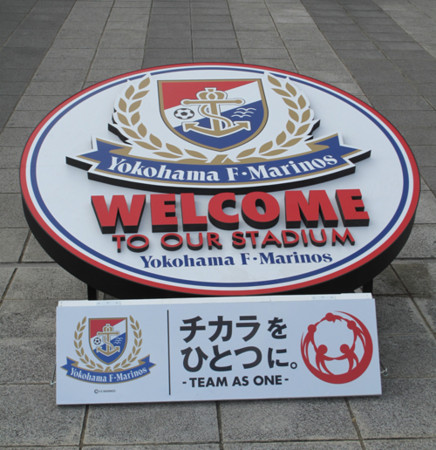 Yokohama F·Marinos
WELCOME
TO OUR STADIUM
Yokohama F·Marinos
Yokohama F·Marinos
チカラを
ひとつに。
- TEAM AS ONE -